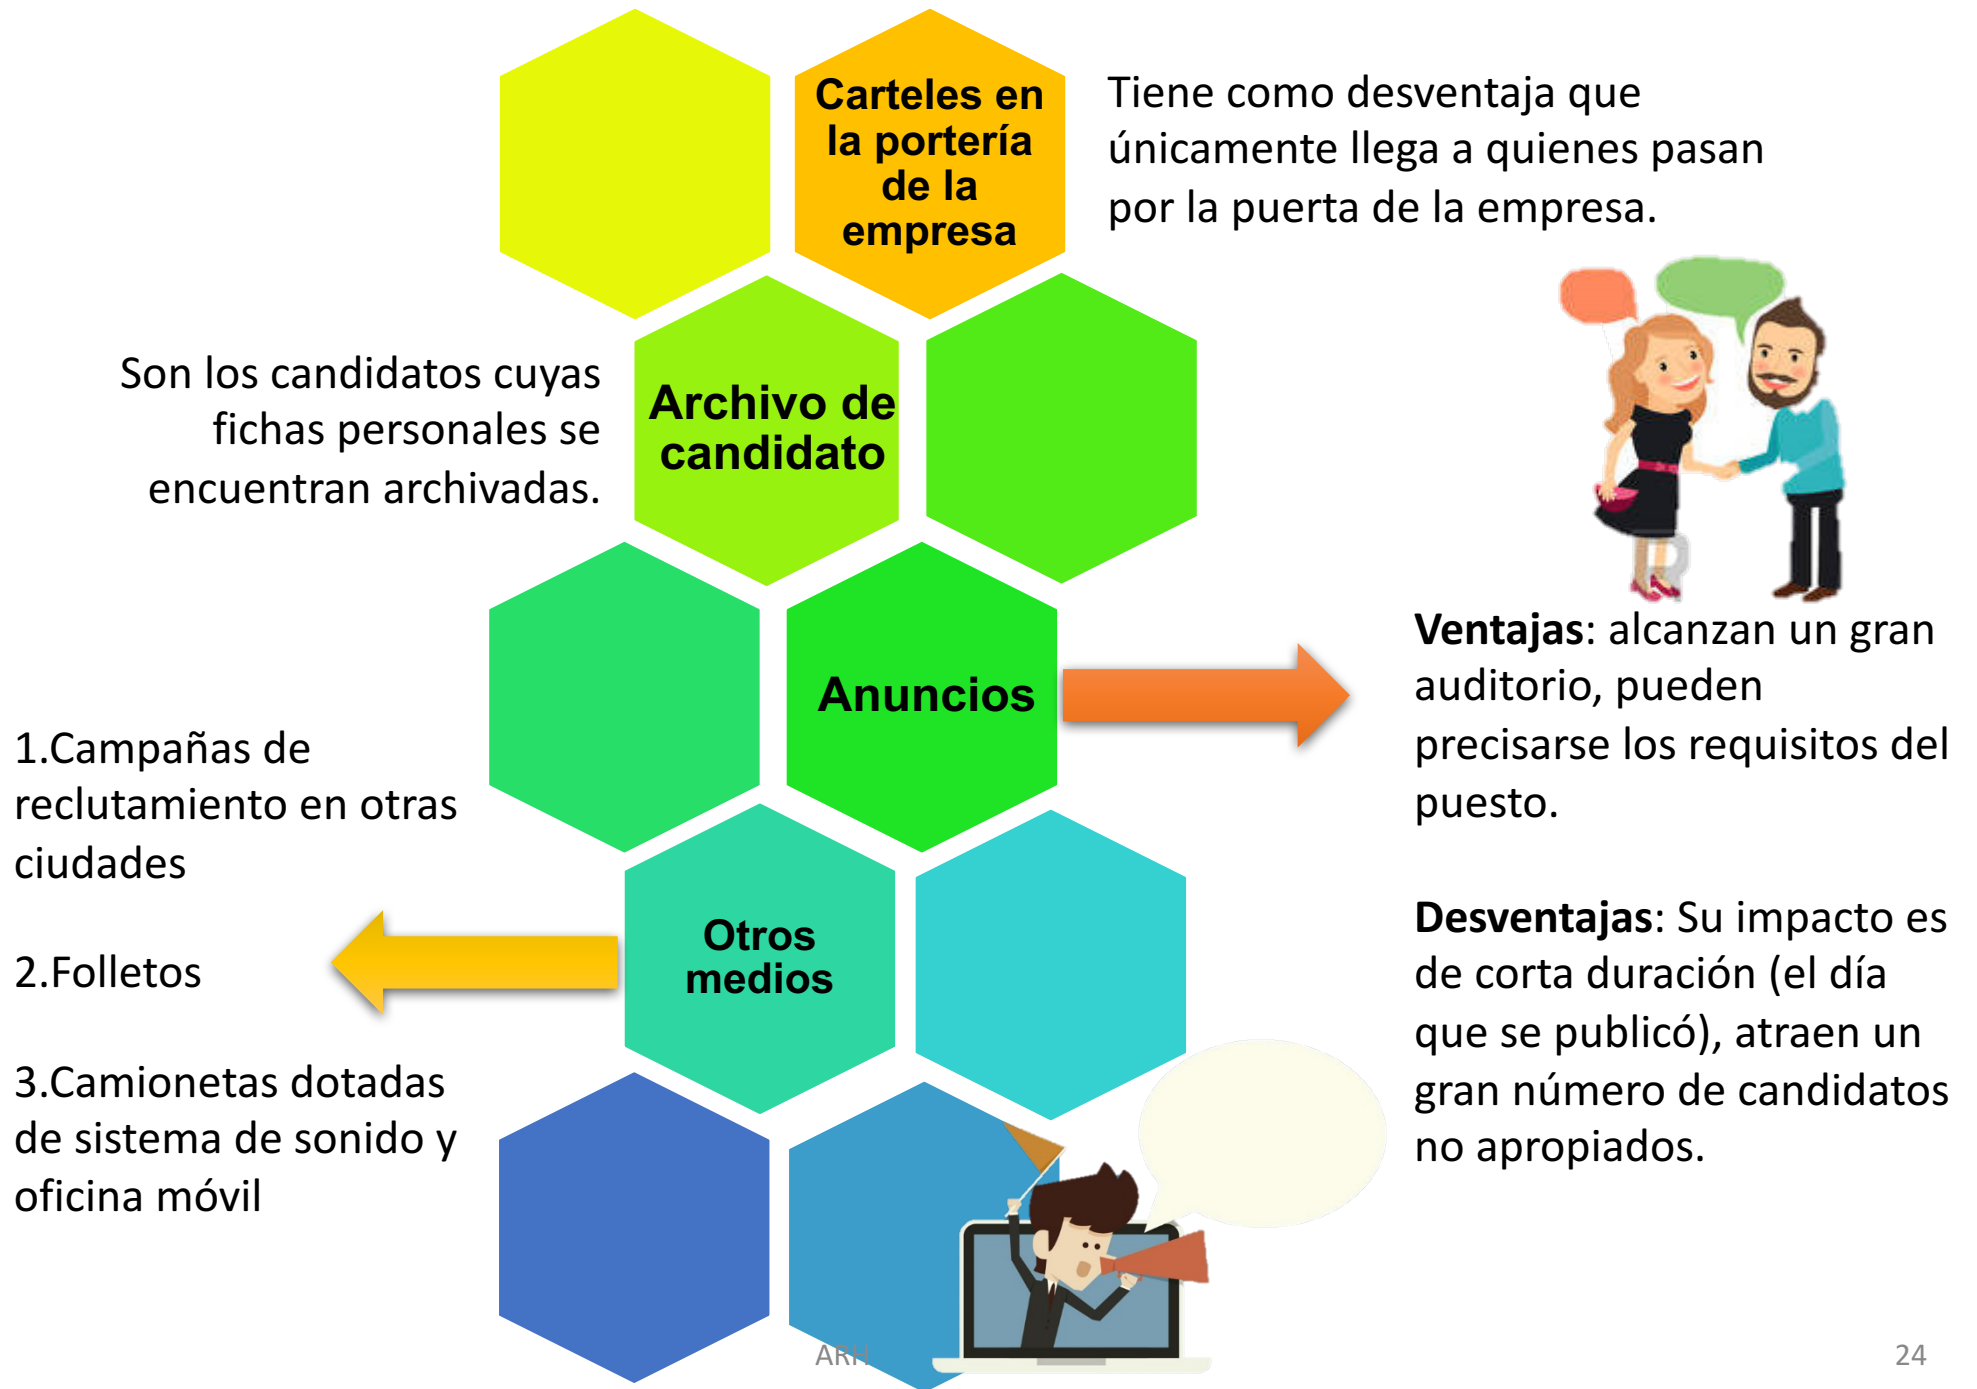 Carteles en
la portería
de la
empresa
Tiene como desventaja que
únicamente llega a quienes pasan
por la puerta de la empresa.
Son los candidatos cuyas
fichas personales se
encuentran archivadas.
Archivo de
candidato
Anuncios
Ventajas: alcanzan un gran
auditorio, pueden
precisarse los requisitos del
puesto.
Desventajas: Su impacto es
de corta duración (el día
que se publicó), atraen un
gran número de candidatos
no apropiados.
Otros
medios
1.Campañas de
reclutamiento en otras
ciudades
2.Folletos
3.Camionetas dotadas
de sistema de sonido y
oficina móvil
ARH
24